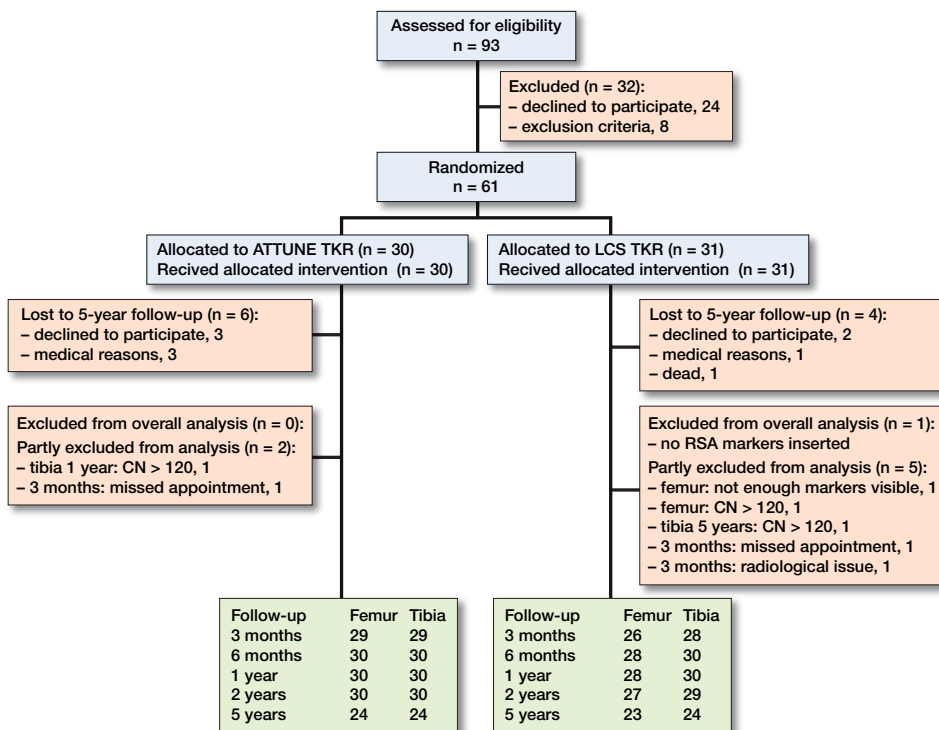 Assessed for eligibility
n = 93
Excluded (n = 32):
– declined to participate, 24
– exclusion criteria, 8
Randomized
n = 61
Allocated to ATTUNE TKR (n = 30)
Recived allocated intervention (n = 30)
Allocated to LCS TKR (n = 31)
Recived allocated intervention (n = 31)
Lost to 5-year follow-up (n = 6):
– declined to participate, 3
– medical reasons, 3
Lost to 5-year follow-up (n = 4):
– declined to participate, 2
– medical reasons, 1
– dead, 1
Excluded from overall analysis (n = 0):
Partly excluded from analysis (n = 2):
– tibia 1 year: CN > 120, 1
– 3 months: missed appointment, 1
Excluded from overall analysis (n = 1):
– no RSA markers inserted
Partly excluded from analysis (n = 5):
– femur: not enough markers visible, 1
– femur: CN > 120, 1
– tibia 5 years: CN > 120, 1
– 3 months: missed appointment, 1
– 3 months: radiological issue, 1
Follow-up Femur Tibia
3 months 29 29
6 months 30 30
1 year 30 30
2 years 30 30
5 years 24 24
Follow-up Femur Tibia
3 months 26 28
6 months 28 30
1 year 28 30
2 years 27 29
5 years 23 24